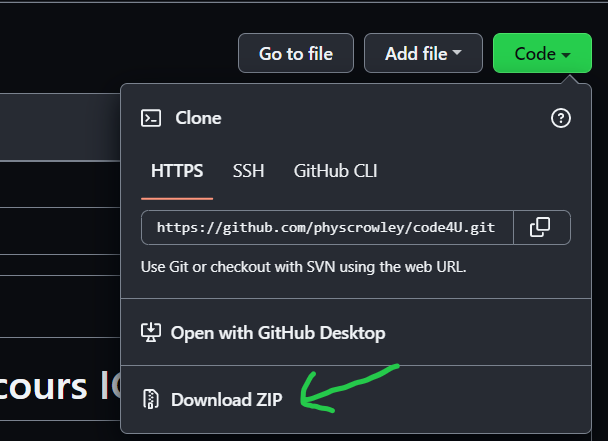 Go to file Add file Code
Clone
HTTPS SSH GitHub CLI
https://github.com/physcrowley/code4U.git
Use Git or checkout with SVN using the web URL.
Open with GitHub Desktop
cours
Download ZIP